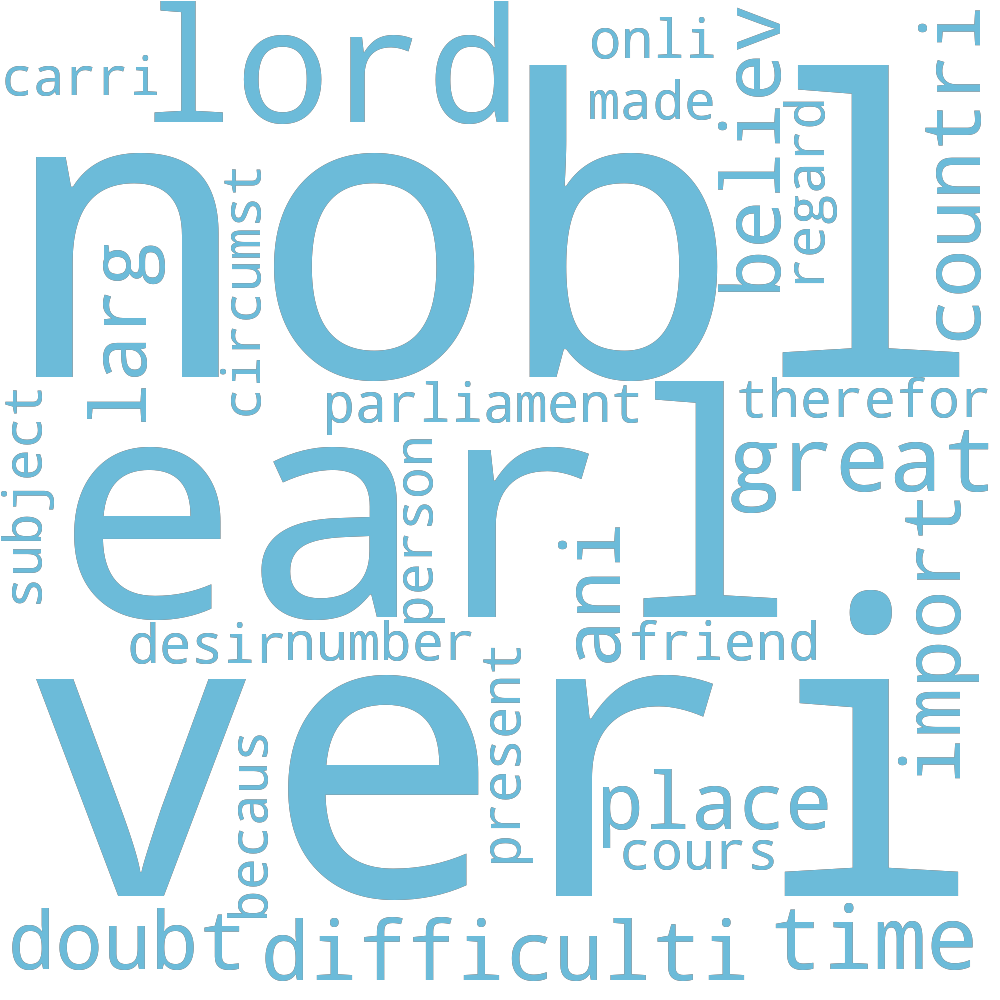 lord
onli
carri
made
nobl
believ
regard
countri
larg
circumst
parliament
therefor
subject
earl
person
great
ani
import
desir
number
friend
veri
present
becaus
place
cours
doubt
difficulti
time